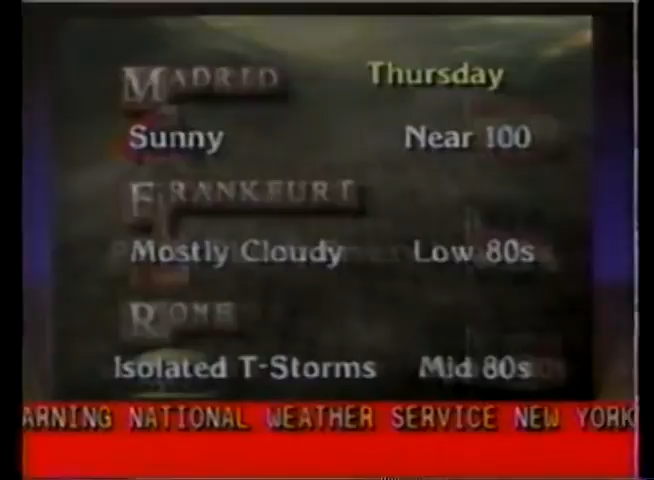 MADRID Thursday
Sunny Near 100
FRANKFURT
Mostly Cloudy Low 80s
ROME
Isolated T-Storms Mid 80s
ARNING NATIONAL WEATHER SERVICE NEW YORK